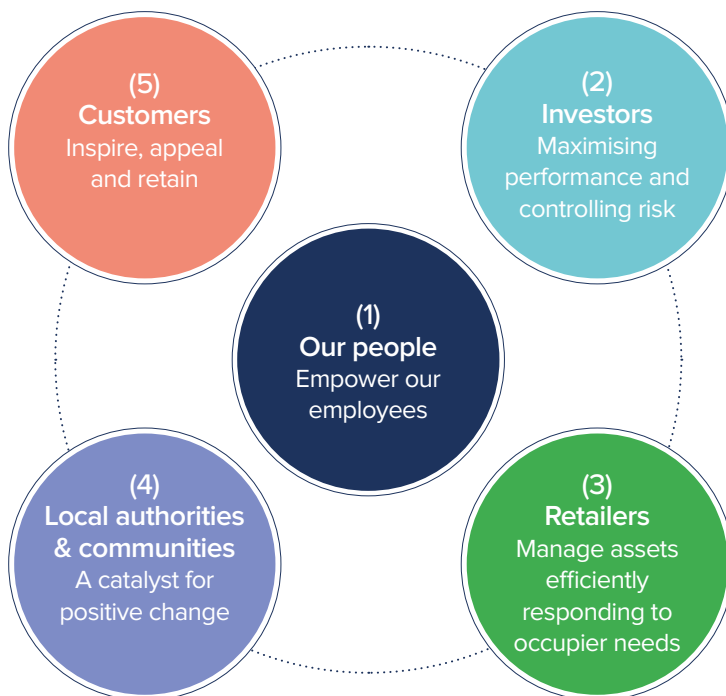 (5)
Customers
Inspire, appeal
and retain
(2)
Investors
Maximising
performance and
controlling risk
(1)
Our people
Empower our
employees
(4)
Local authorities
& communities
A catalyst for
positive change
(3)
Retailers
Manage assets
efficiently
responding to
occupier needs